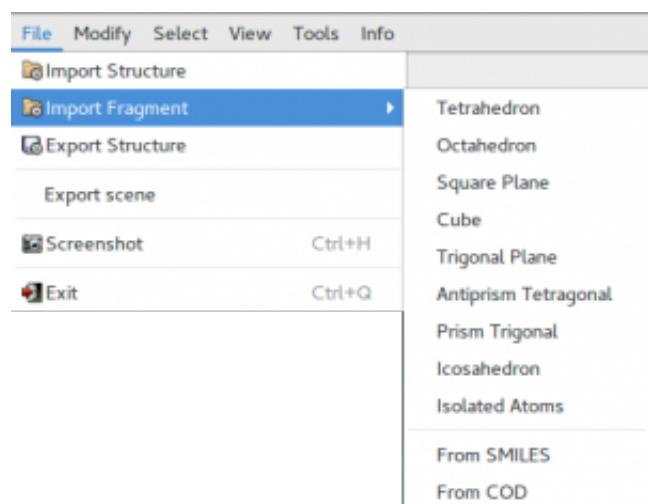 File Modify Select View Tools Info
Import Structure
Import Fragment
Export Structure
Export scene
Screenshot Ctrl+H
Exit Ctrl+Q
Tetrahedron
Octahedron
Square Plane
Cube
Trigonal Plane
Antiprism Tetragonal
Prism Trigonal
Icosahedron
Isolated Atoms
From SMILES
From COD